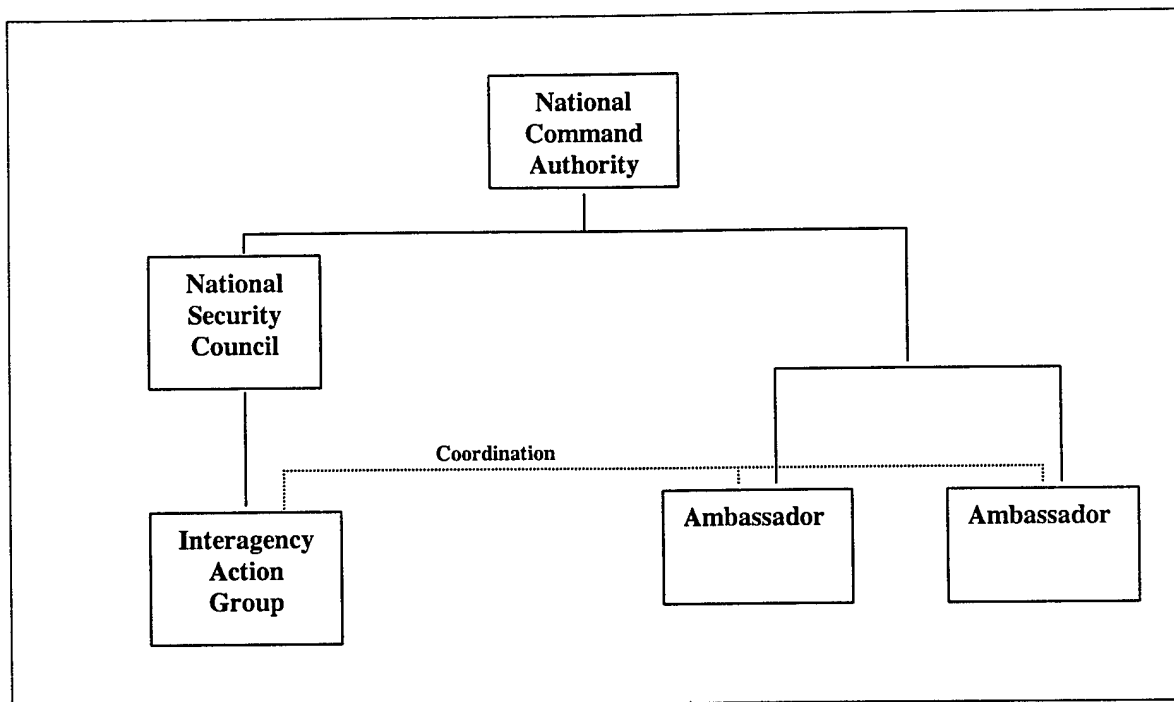 National
Command
Authority
National
Security
Council
Coordination
Interagency
Action
Group
Ambassador
Ambassador